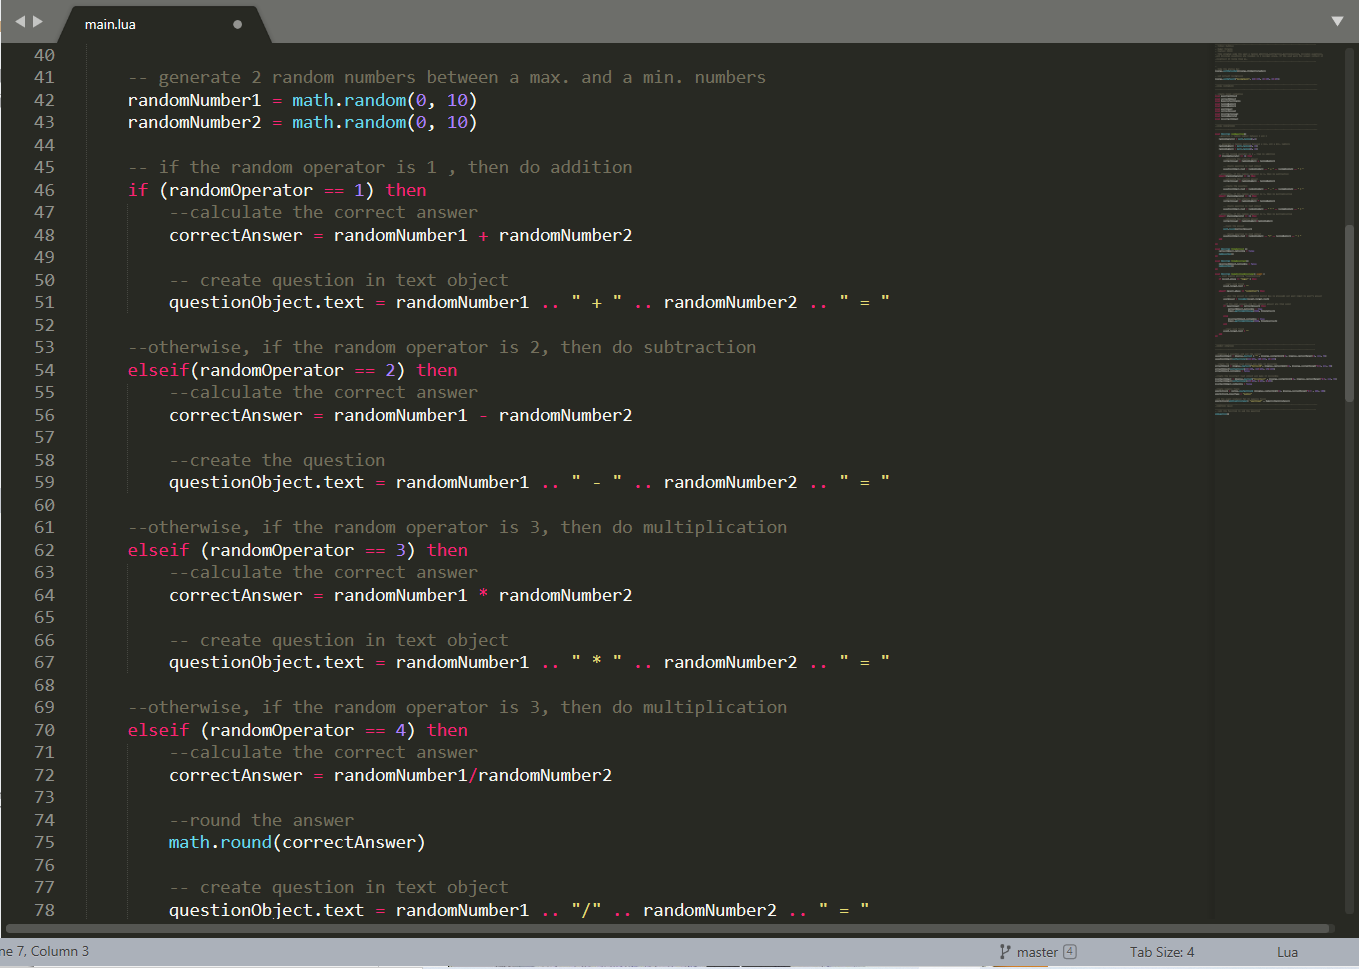 main.lua
40
41 -- generate 2 random numbers between a max. and a min. numbers
42 randomNumber1 = math.random(0, 10)
43 randomNumber2 = math.random(0, 10)
44
45 -- if the random operator is 1 , then do addition
46 if (randomOperator == 1) then
47 --calculate the correct answer
48 correctAnswer = randomNumber1 + randomNumber2
49
50 -- create question in text object
51 questionObject.text = randomNumber1 .. " + " .. randomNumber2 .. " = "
52
53 --otherwise, if the random operator is 2, then do subtraction
54 elseif(randomOperator == 2) then
55 --calculate the correct answer
56 correctAnswer = randomNumber1 - randomNumber2
57
58 --create the question
59 questionObject.text = randomNumber1 .. " - " .. randomNumber2 .. " = "
60
61 --otherwise, if the random operator is 3, then do multiplication
62 elseif (randomOperator == 3) then
63 --calculate the correct answer
64 correctAnswer = randomNumber1 * randomNumber2
65
66 -- create question in text object
67 questionObject.text = randomNumber1 .. " * " .. randomNumber2 .. " = "
68
69 --otherwise, if the random operator is 3, then do multiplication
70 elseif (randomOperator == 4) then
71 --calculate the correct answer
72 correctAnswer = randomNumber1/randomNumber2
73
74 --round the answer
75 math.round(correctAnswer)
76
77 -- create question in text object
78 questionObject.text = randomNumber1 .. "/" .. randomNumber2 .. " = "
ne 7, Column 3 master 4 Tab Size: 4 Lua